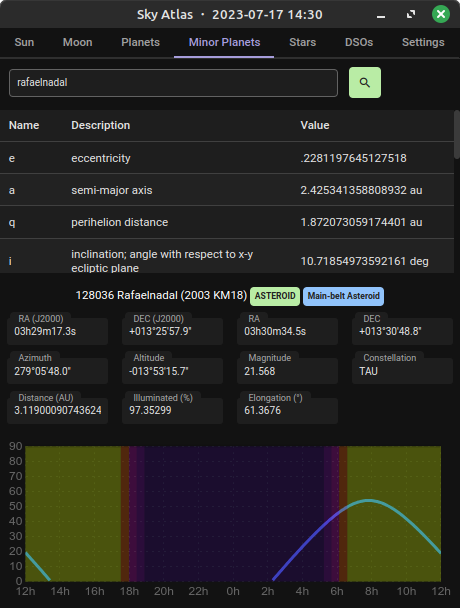 Sky Atlas · 2023-07-17 14:30
Sun Moon Planets Minor Planets Stars DSOs Settings
rafaelnadal
Name Description Value
e eccentricity .2281197645127518
a semi-major axis 2.425341358808932 au
q perihelion distance 1.872073059174401 au
i inclination; angle with respect to x-y 10.71854973592161 deg
ecliptic plane
128036 Rafaelnadal (2003 KM18) ASTEROID Main-belt Asteroid
RA (J2000) DEC (J2000) RA DEC
03h29m17.3s +013°25'57.9" 03h30m34.5s +013°30'48.8"
Azimuth Altitude Magnitude Constellation
279°05'48.0" -013°53'15.7" 21.568 TAU
Distance (AU) Illuminated (%) Elongation (°)
3.11900090743624 97.35299 61.3676
90
80
70
60
50
40
30
20
10
0
12h 14h 16h 18h 20h 22h 0h 2h 4h 6h 8h 10h 12h